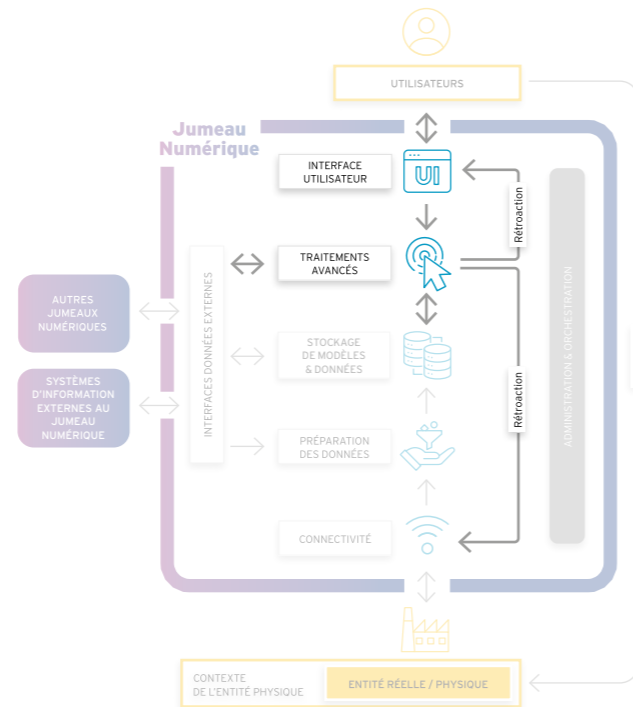 UTILISATEURS
Jumeau
Numérique
INTERFACE
UTILISATEUR
UI
Rétroaction
TRAITEMENTS
AVANCÉS
INTERFACES DONNÉES EXTERNES
ADMINISTRATION & ORCHESTRATION
AUTRES
JUMEAUX
NUMÉRIQUES
STOCKAGE
DE MODÈLES
& DONNÉES
SYSTÈMES
D'INFORMATION
EXTERNES AU
JUMEAU
NUMÉRIQUE
Rétroaction
PRÉPARATION
DES DONNÉES
CONNECTIVITÉ
CONTEXTE
DE L'ENTITÉ PHYSIQUE
ENTITÉ RÉELLE / PHYSIQUE